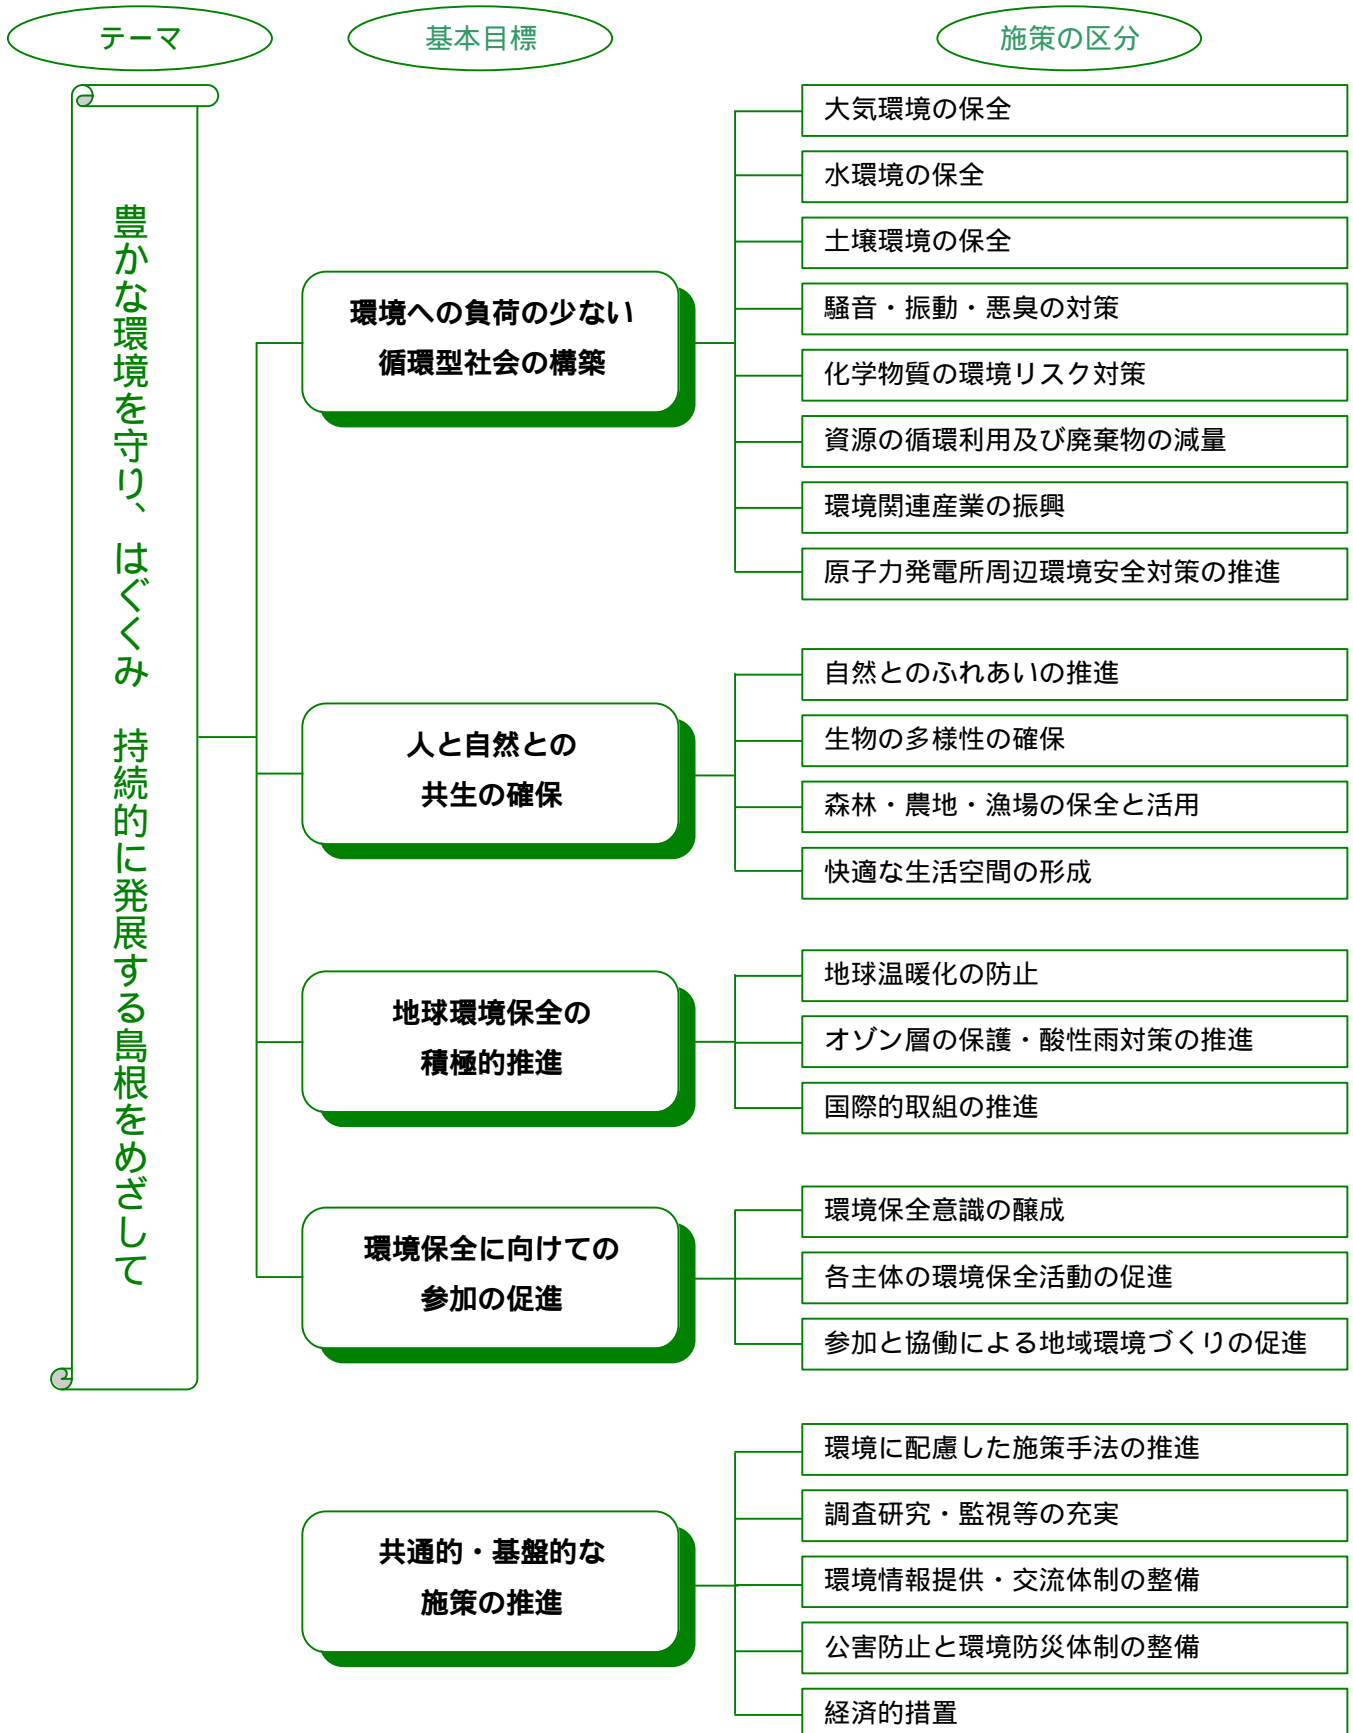 テーマ
基本目標
施策の区分
豊かな環境を守り、はぐくみ　持続的に発展する島根をめざして
環境への負荷の少ない
循環型社会の構築
大気環境の保全
水環境の保全
土壌環境の保全
騒音・振動・悪臭の対策
化学物質の環境リスク対策
資源の循環利用及び廃棄物の減量
環境関連産業の振興
原子力発電所周辺環境安全対策の推進
人と自然との
共生の確保
自然とのふれあいの推進
生物の多様性の確保
森林・農地・漁場の保全と活用
快適な生活空間の形成
地球環境保全の
積極的推進
地球温暖化の防止
オゾン層の保護・酸性雨対策の推進
国際的取組の推進
環境保全に向けての
参加の促進
環境保全意識の醸成
各主体の環境保全活動の促進
参加と協働による地域環境づくりの促進
共通的・基盤的な
施策の推進
環境に配慮した施策手法の推進
調査研究・監視等の充実
環境情報提供・交流体制の整備
公害防止と環境防災体制の整備
経済的措置